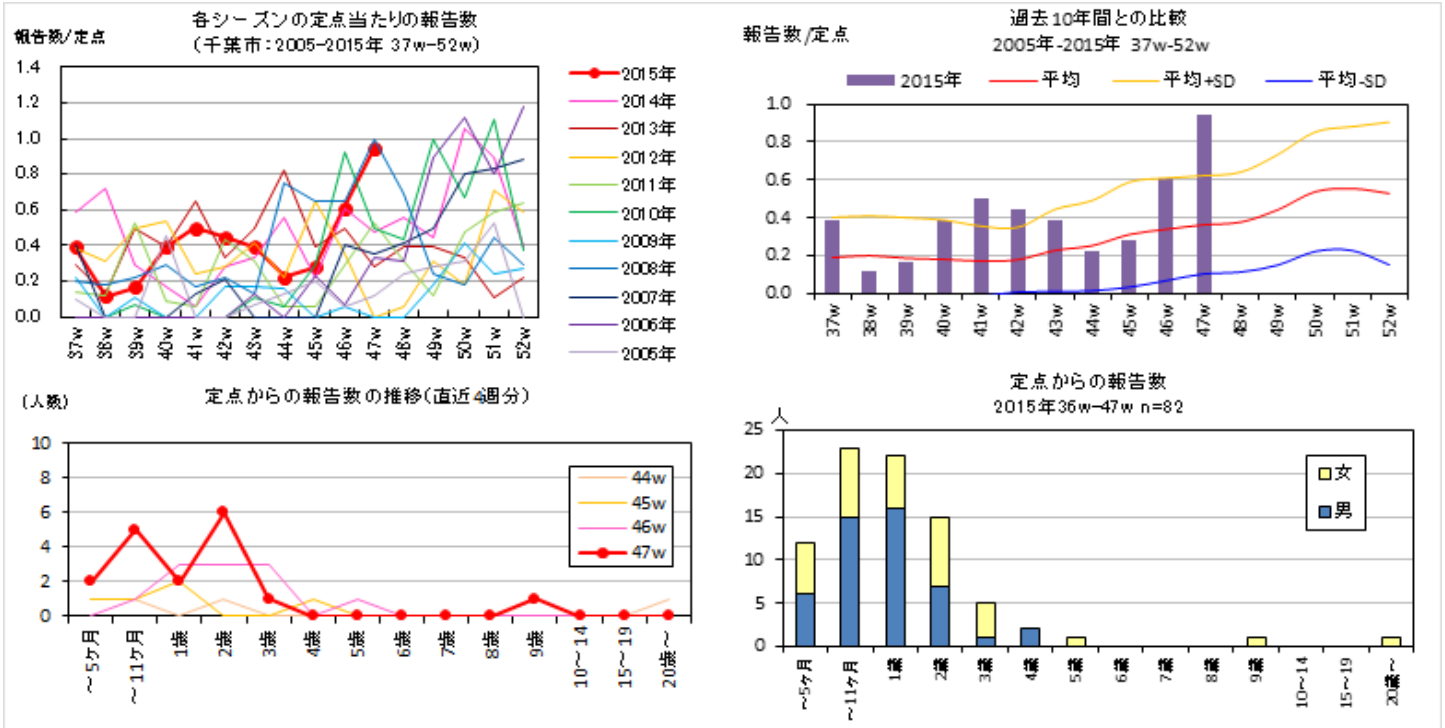 各シーズンの定点当たりの報告数
(千葉市:2005-2015年 37w-52w)
報告数/定点
1.4
1.2
1.0
0.8
0.6
0.4
0.2
0.0
37w
38w
39w
40w
41w
42w
43w
44w
45w
46w
47w
48w
49w
50w
51w
52w
2015年
2014年
2013年
2012年
2011年
2010年
2009年
2008年
2007年
2006年
2005年
過去10年間との比較
2005年-2015年 37w-52w
報告数/定点
2015年
平均
平均+SD
平均-SD
1.0
0.8
0.6
0.4
0.2
0.0
37w
38w
39w
40w
41w
42w
43w
44w
45w
46w
47w
48w
49w
50w
51w
52w
定点からの報告数の推移(直近4週分)
(人数)
10
8
6
4
2
0
~5ヶ月
~11ヶ月
1歳
2歳
3歳
4歳
5歳
6歳
7歳
8歳
9歳
10~14
15~19
20歳~
44w
45w
46w
47w
定点からの報告数
2015年36w-47w n=82
人
25
20
15
10
5
0
~5ヶ月
~11ヶ月
1歳
2歳
3歳
4歳
5歳
6歳
7歳
8歳
9歳
10~14
15~19
20歳~
女
男